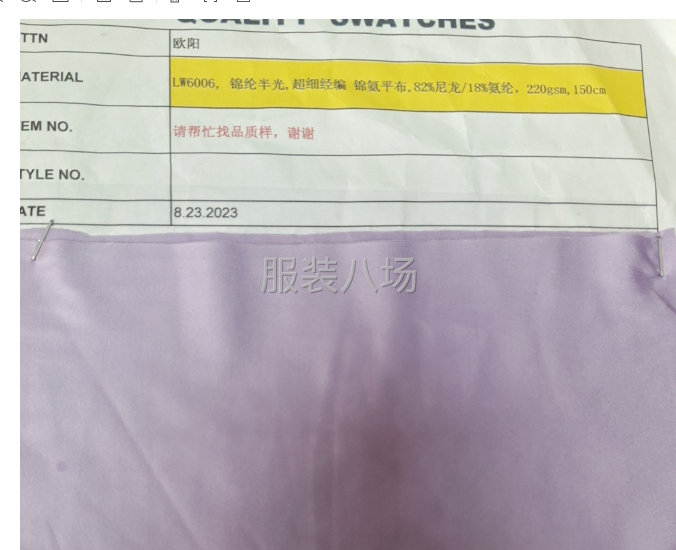 QUALITY SWATCHES
TTN 欧阳
ATERIAL LW6006, 锦纶半光,超细经编 锦氨平布,82%尼龙/18%氨纶, 220gsm,150cm
EM NO. 请帮忙找品质样，谢谢
TYLE NO.
ATE 8.23.2023
服装八场